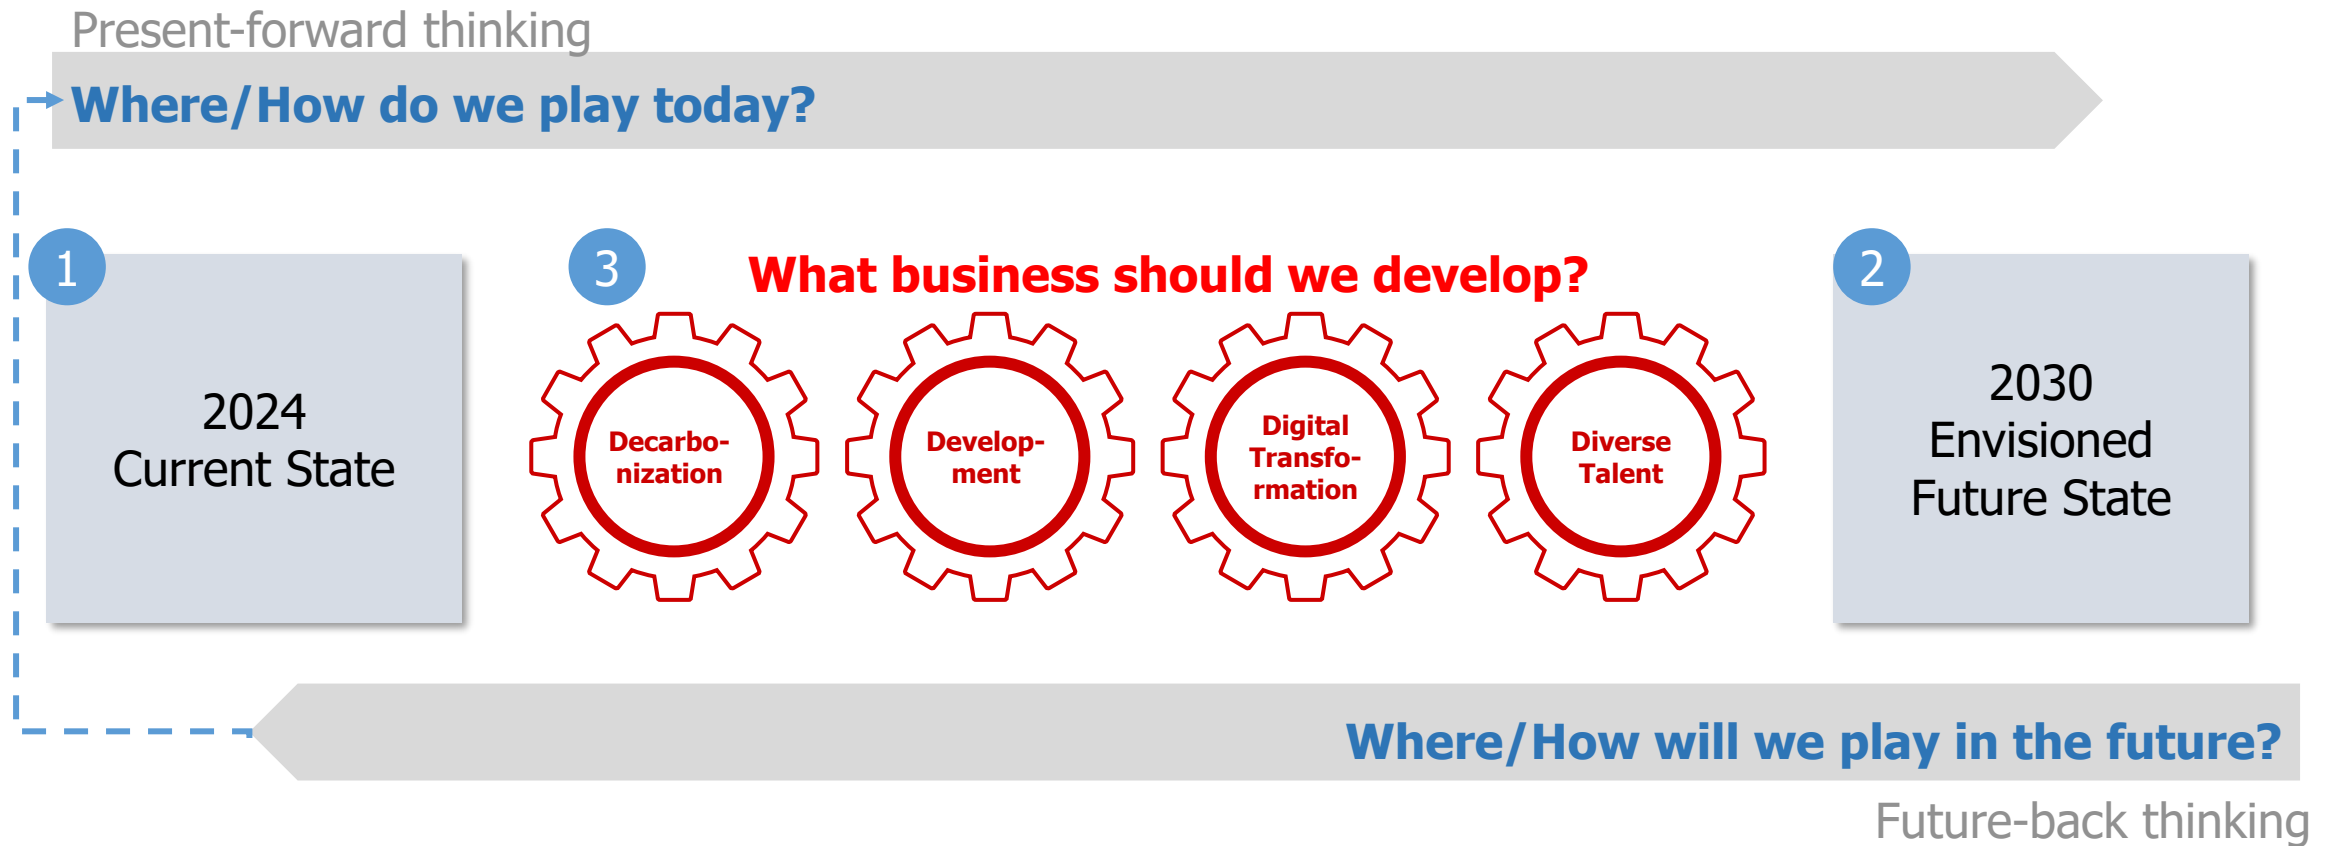 Present-forward thinking
Where/How do we play today?
1
2024
Current State
3
What business should we develop?
Decarbo-
nization
Develop-
ment
Digital
Transfo-
rmation
Diverse
Talent
2
2030
Envisioned
Future State
Where/How will we play in the future?
Future-back thinking